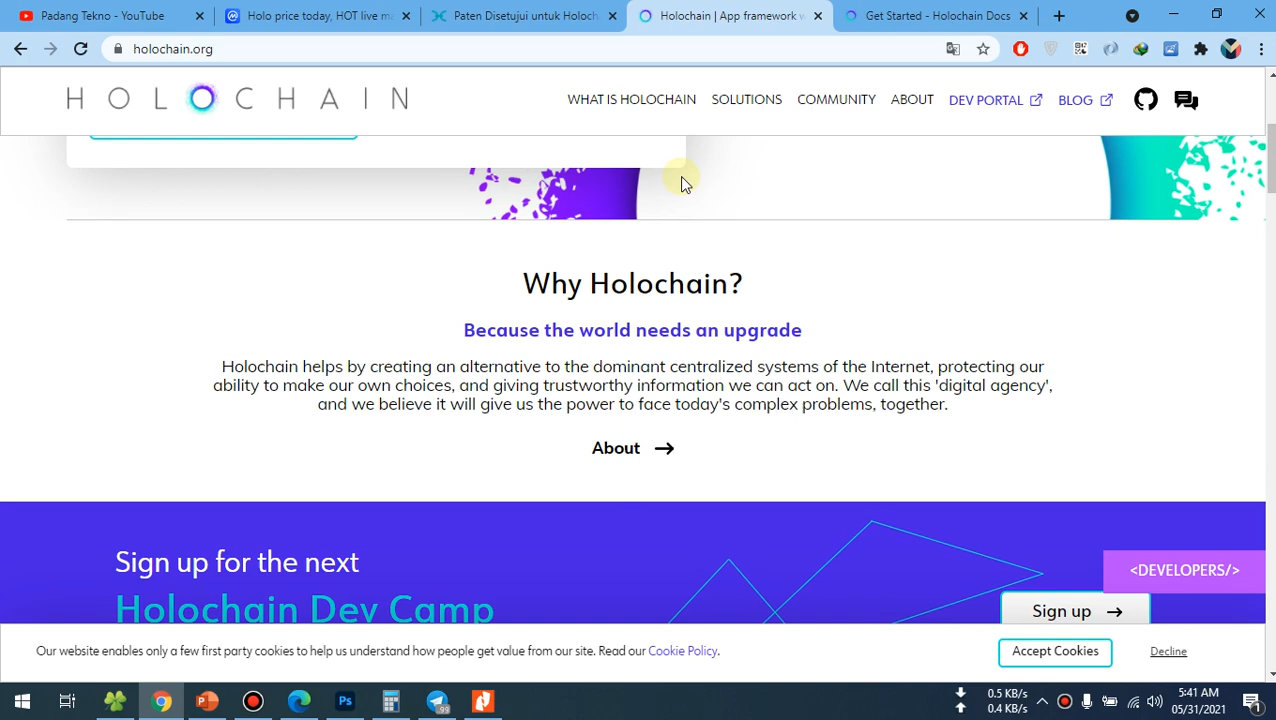 Padang Tekno - YouTube
Holo price today, HOT live ma
Paten Disetujui untuk Holoch
Holochain | App framework w
Get Started - Holochain Docs
holochain.org
HOLOCHAIN
WHAT IS HOLOCHAIN
SOLUTIONS
COMMUNITY
ABOUT
DEV PORTAL
BLOG
Why Holochain?
Because the world needs an upgrade
Holochain helps by creating an alternative to the dominant centralized systems of the Internet, protecting our
ability to make our own choices, and giving trustworthy information we can act on. We call this 'digital agency',
and we believe it will give us the power to face today's complex problems, together.
About
Sign up for the next
Holochain Dev Camp
<DEVELOPERS/>
Sign up
Our website enables only a few first party cookies to help us understand how people get value from our site. Read our Cookie Policy.
Accept Cookies
Decline
99
0.5 KB/s
0.4 KB/s
5:41 AM
05/31/2021
1